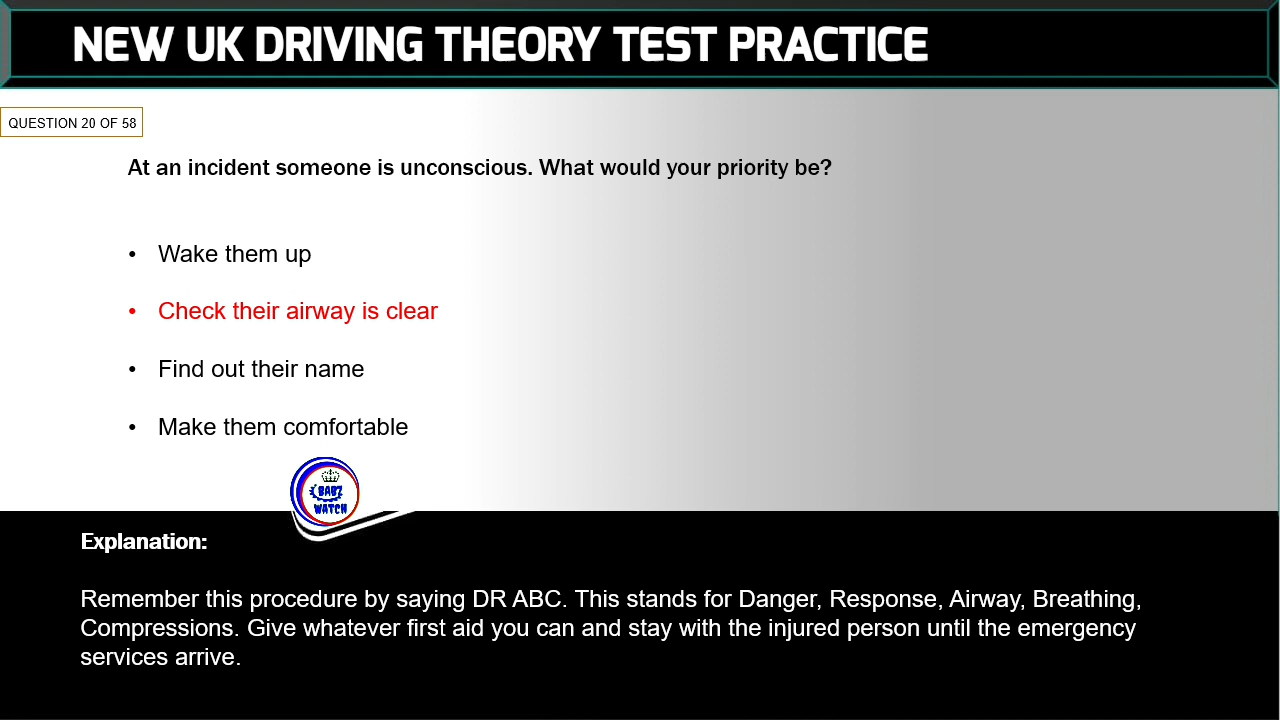 NEW UK DRIVING THEORY TEST PRACTICE
QUESTION 20 OF 58
At an incident someone is unconscious. What would your priority be?
• Wake them up
• Check their airway is clear
• Find out their name
• Make them comfortable
BABZ
WATCH
Explanation:
Remember this procedure by saying DR ABC. This stands for Danger, Response, Airway, Breathing,
Compressions. Give whatever first aid you can and stay with the injured person until the emergency
services arrive.